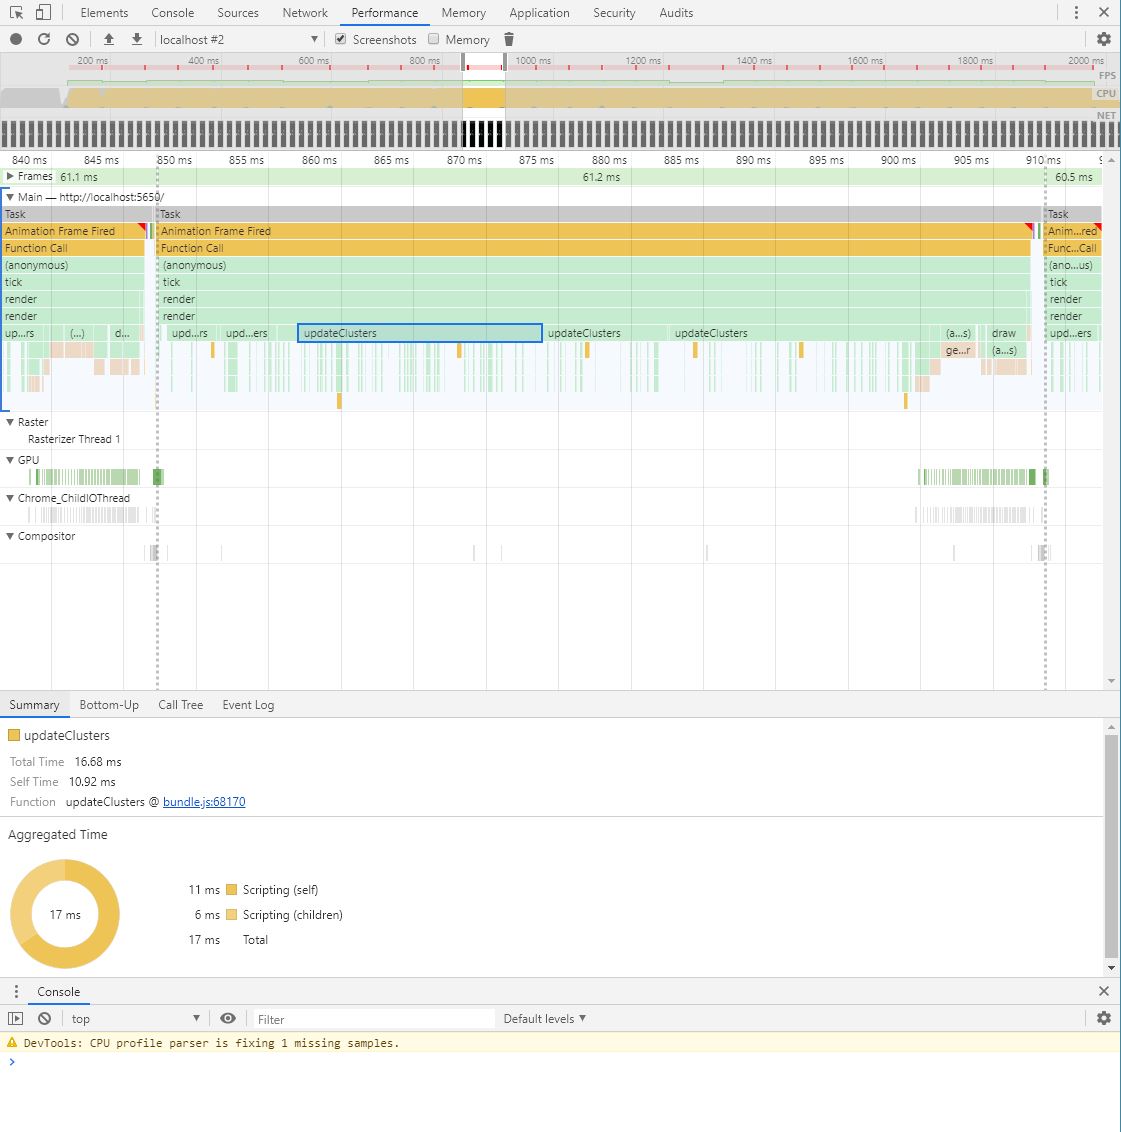 Elements Console Sources Network Performance Memory Application Security Audits
localhost #2 Screenshots Memory
200 ms 400 ms 600 ms 800 ms 1000 ms 1200 ms 1400 ms 1600 ms 1800 ms 2000 ms
FPS
CPU
NET
840 ms 845 ms 850 ms 855 ms 860 ms 865 ms 870 ms 875 ms 880 ms 885 ms 890 ms 895 ms 900 ms 905 ms 910 ms
Frames 61.1 ms 61.2 ms 60.5 ms
Main — http://localhost:5650/
Task Task Task
Animation Frame Fired Animation Frame Fired Anim...red
Function Call Function Call Func...Call
(anonymous) (anonymous) (ano...us)
tick tick tick
render render render
render render render
up...rs (...) d... upd...rs upd...ers updateClusters updateClusters updateClusters (a...s) draw upd...ers
ge...r (a...s)
Raster
Rasterizer Thread 1
GPU
Chrome_ChildIOThread
Compositor
Summary Bottom-Up Call Tree Event Log
updateClusters
Total Time 16.68 ms
Self Time 10.92 ms
Function updateClusters @ bundle.js:68170
Aggregated Time
17 ms
11 ms Scripting (self)
6 ms Scripting (children)
17 ms Total
Console
top Filter Default levels
DevTools: CPU profile parser is fixing 1 missing samples.